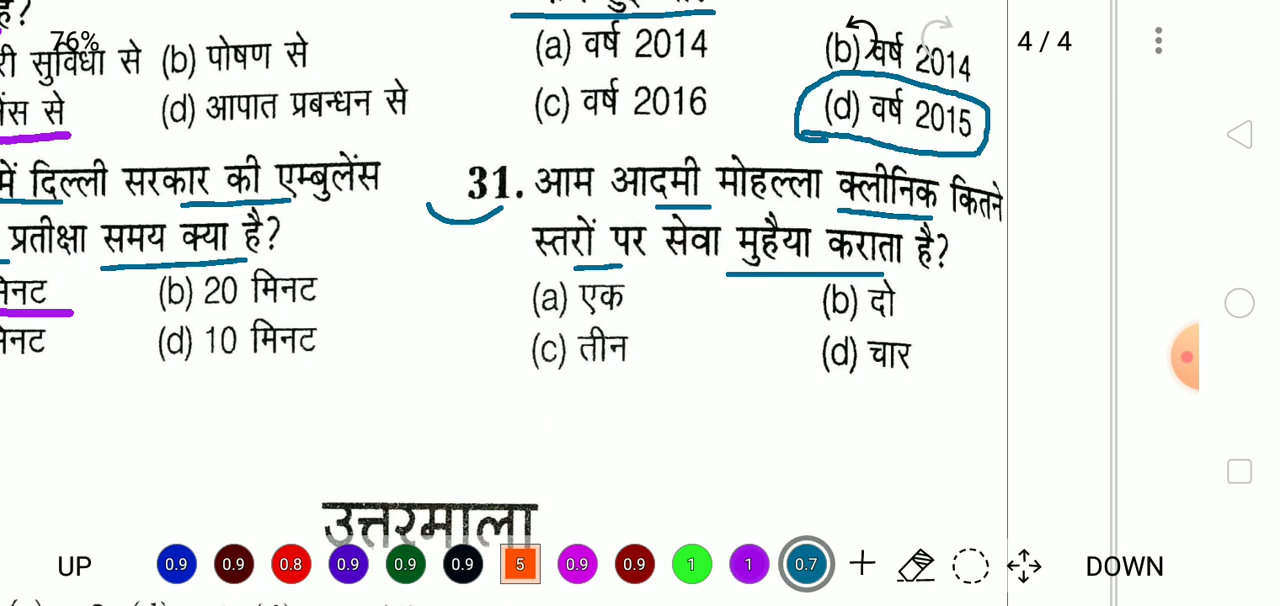 है?
76%
री सुविधा से (b) पोषण से
ंस से (d) आपात प्रबन्धन से
में दिल्ली सरकार की एम्बुलेंस
प्रतीक्षा समय क्या है?
मिनट (b) 20 मिनट
मिनट (d) 10 मिनट
(a) वर्ष 2014 (b) वर्ष 2014
(c) वर्ष 2016 (d) वर्ष 2015
31. आम आदमी मोहल्ला क्लीनिक कितने
स्तरों पर सेवा मुहैया कराता है?
(a) एक (b) दो
(c) तीन (d) चार
4 / 4
उत्तरमाला
UP 0.9 0.9 0.8 0.9 0.9 0.9 5 0.9 0.9 1 1 0.7 DOWN